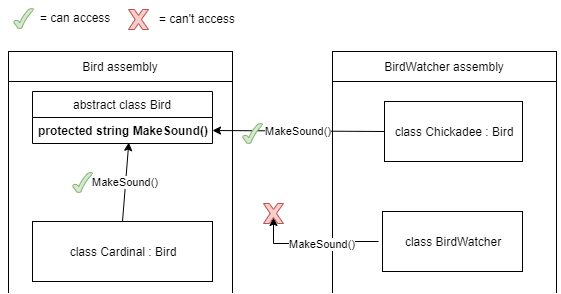 = can access
= can't access
Bird assembly
BirdWatcher assembly
abstract class Bird
protected string MakeSound()
MakeSound()
class Chickadee : Bird
MakeSound()
class Cardinal : Bird
MakeSound()
class BirdWatcher